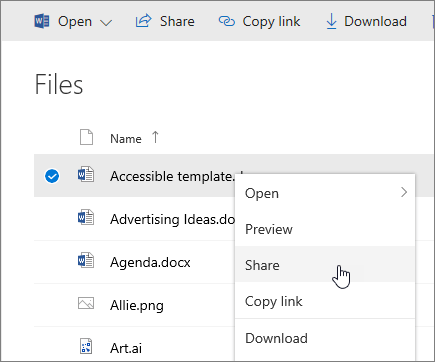 Open Share Copy link Download
Files
Name
Accessible template.
Open
Advertising Ideas.do
Preview
Agenda.docx
Share
Allie.png
Copy link
Art.ai
Download